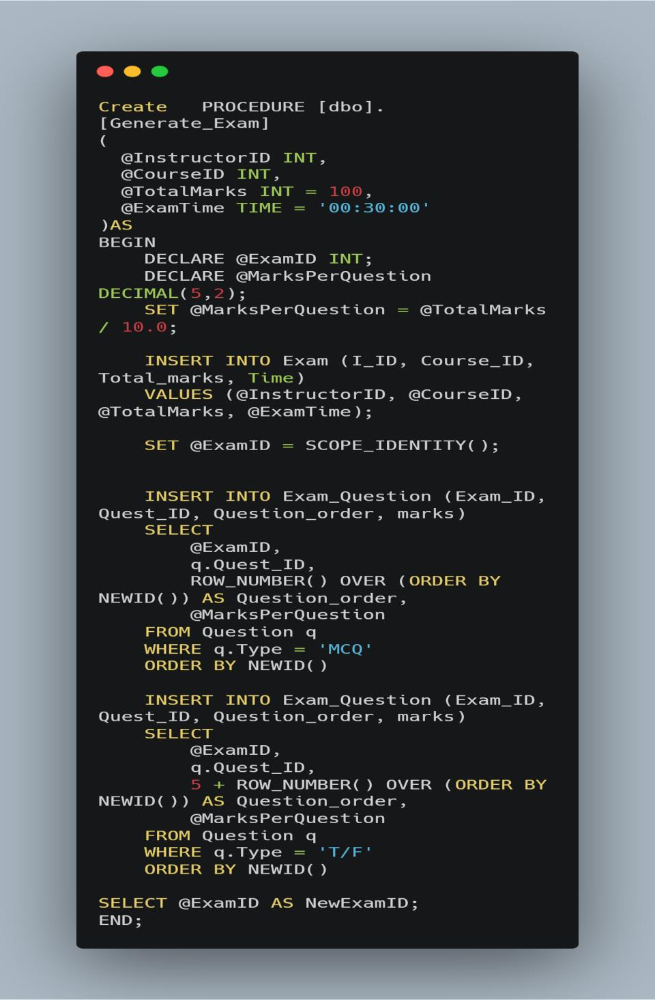 Create   PROCEDURE [dbo].
[Generate_Exam]
(
  @InstructorID INT,
  @CourseID INT,
  @TotalMarks INT = 100,
  @ExamTime TIME = '00:30:00'
)AS
BEGIN
    DECLARE @ExamID INT;
    DECLARE @MarksPerQuestion
DECIMAL(5,2);
    SET @MarksPerQuestion = @TotalMarks
/ 10.0;

    INSERT INTO Exam (I_ID, Course_ID,
Total_marks, Time)
    VALUES (@InstructorID, @CourseID,
@TotalMarks, @ExamTime);

    SET @ExamID = SCOPE_IDENTITY();


    INSERT INTO Exam_Question (Exam_ID,
Quest_ID, Question_order, marks)
    SELECT
        @ExamID,
        q.Quest_ID,
        ROW_NUMBER() OVER (ORDER BY
NEWID()) AS Question_order,
        @MarksPerQuestion
    FROM Question q
    WHERE q.Type = 'MCQ'
    ORDER BY NEWID()

    INSERT INTO Exam_Question (Exam_ID,
Quest_ID, Question_order, marks)
    SELECT
        @ExamID,
        q.Quest_ID,
        5 + ROW_NUMBER() OVER (ORDER BY
NEWID()) AS Question_order,
        @MarksPerQuestion
    FROM Question q
    WHERE q.Type = 'T/F'
    ORDER BY NEWID()

SELECT @ExamID AS NewExamID;
END;